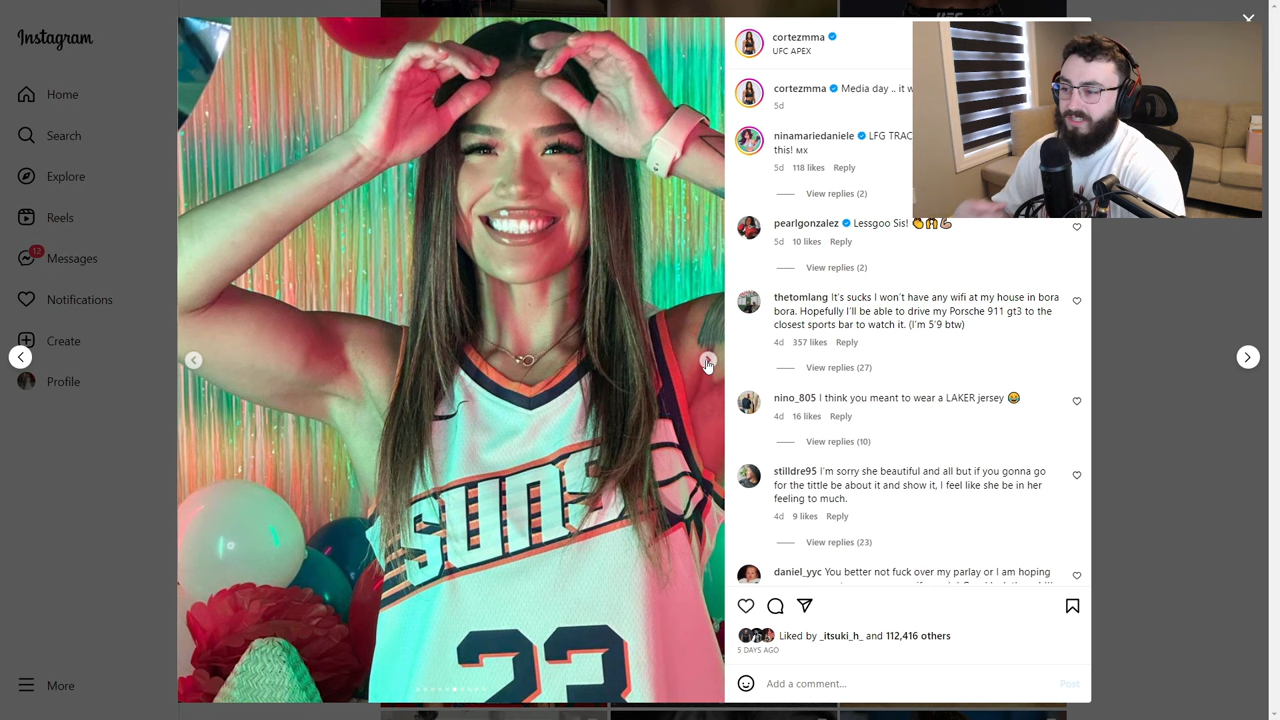 Instagram
Home
Search
Explore
Reels
12
Messages
Notifications
Create
Profile
More
SUNS
23
cortezmma
UFC APEX
cortezmma Media day .. it w
5d
ninamariedaniele LFG TRAC
this! MX
5d 118 likes Reply
View replies (2)
pearlgonzalez Lessgoo Sis!
5d 10 likes Reply
View replies (2)
thetomlang It's sucks I won't have any wifi at my house in bora
bora. Hopefully I'll be able to drive my Porsche 911 gt3 to the
closest sports bar to watch it. (I'm 5'9 btw)
4d 357 likes Reply
View replies (27)
nino_805 I think you meant to wear a LAKER jersey 😂
4d 16 likes Reply
View replies (10)
stilldre95 I'm sorry she beautiful and all but if you gonna go
for the tittle be about it and show it, I feel like she be in her
feeling to much.
4d 9 likes Reply
View replies (23)
daniel_yyc You better not fuck over my parlay or I am hoping
Liked by _itsuki_h_ and 112,416 others
5 DAYS AGO
Add a comment...
Post